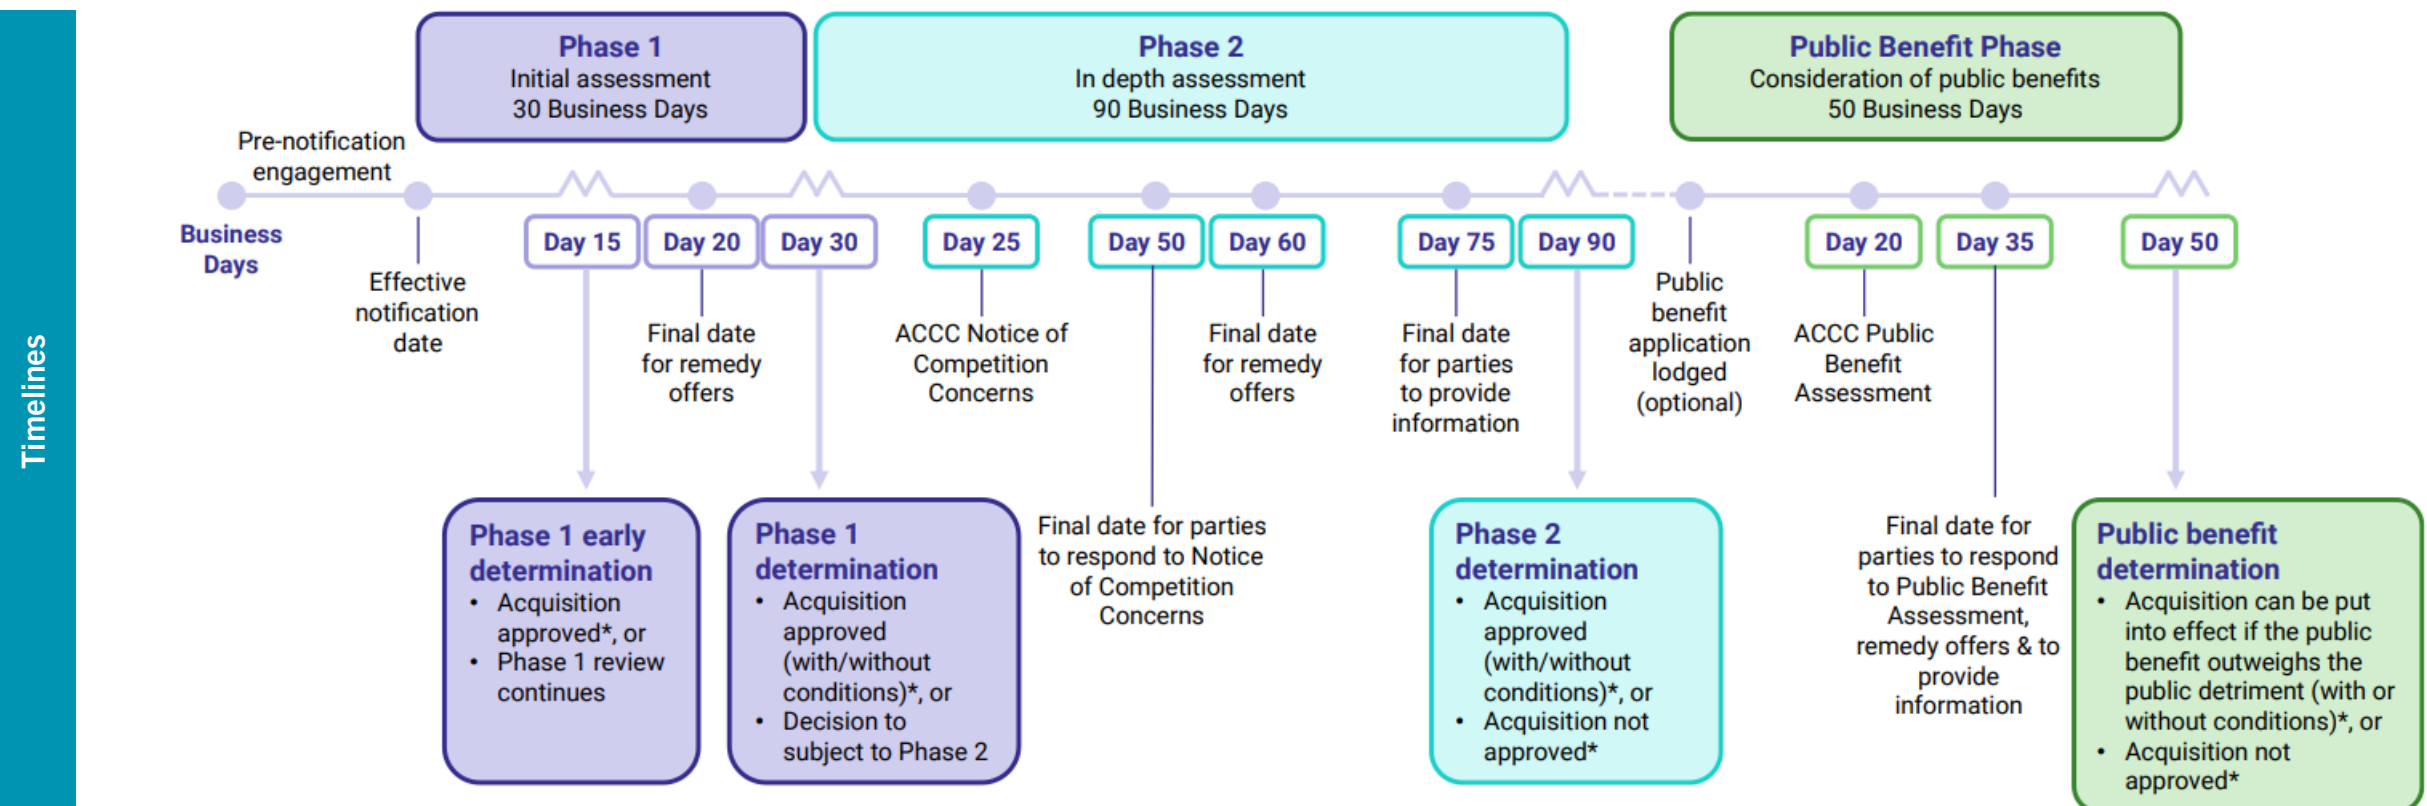 Timelines
Phase 1
Initial assessment
30 Business Days
Phase 2
In depth assessment
90 Business Days
Public Benefit Phase
Consideration of public benefits
50 Business Days
Pre-notification
engagement
Business
Days
Effective
notification
date
Day 15
Day 20
Day 30
Day 25
Day 50
Day 60
Day 75
Day 90
Day 20
Day 35
Day 50
Final date
for remedy
offers
ACCC Notice of
Competition
Concerns
Final date
for remedy
offers
Final date
for parties
to provide
information
Public
benefit
application
lodged
(optional)
ACCC Public
Benefit
Assessment
Phase 1 early
determination
• Acquisition
approved*, or
• Phase 1 review
continues
Phase 1
determination
• Acquisition
approved
(with/without
conditions)*, or
• Decision to
subject to Phase 2
Final date for parties
to respond to Notice
of Competition
Concerns
Phase 2
determination
• Acquisition
approved
(with/without
conditions)*, or
• Acquisition not
approved*
Final date for
parties to respond
to Public Benefit
Assessment,
remedy offers & to
provide
information
Public benefit
determination
• Acquisition can be put
into effect if the public
benefit outweighs the
public detriment (with or
without conditions)*, or
• Acquisition not
approved*